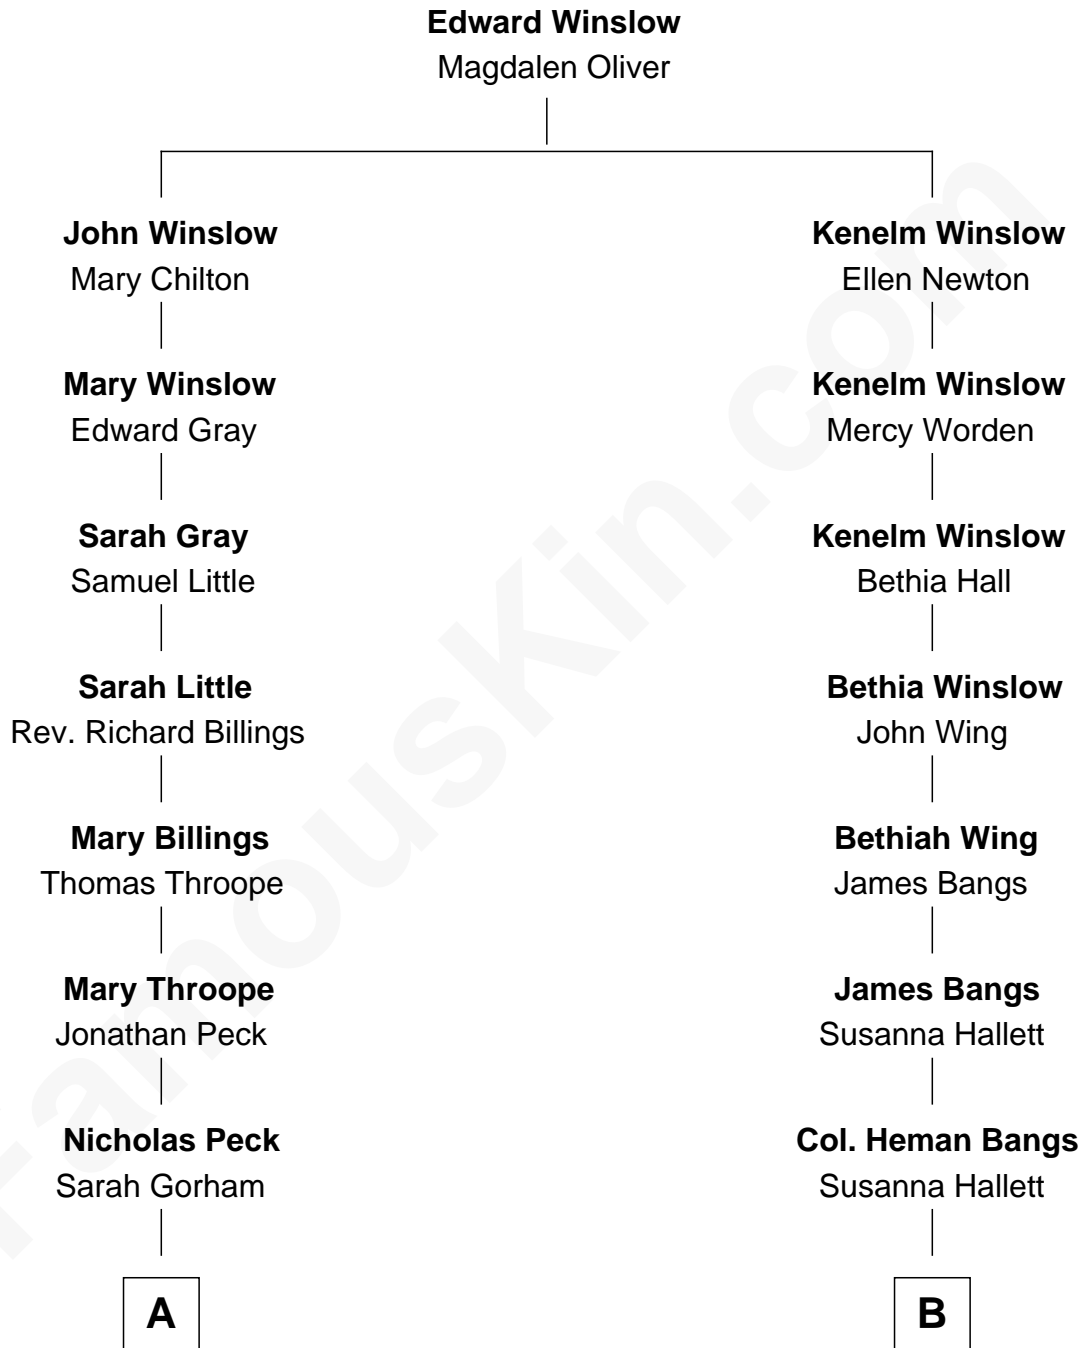 Edward Winslow
Magdalen Oliver
John Winslow
Mary Chilton
Kenelm Winslow
Ellen Newton
Mary Winslow
Edward Gray
Kenelm Winslow
Mercy Worden
Sarah Gray
Samuel Little
Kenelm Winslow
Bethia Hall
Sarah Little
Rev. Richard Billings
Bethia Winslow
John Wing
Mary Billings
Thomas Throope
Bethiah Wing
James Bangs
Mary Throope
Jonathan Peck
James Bangs
Susanna Hallett
Nicholas Peck
Sarah Gorham
Col. Heman Bangs
Susanna Hallett
A
B
FamousKin.com